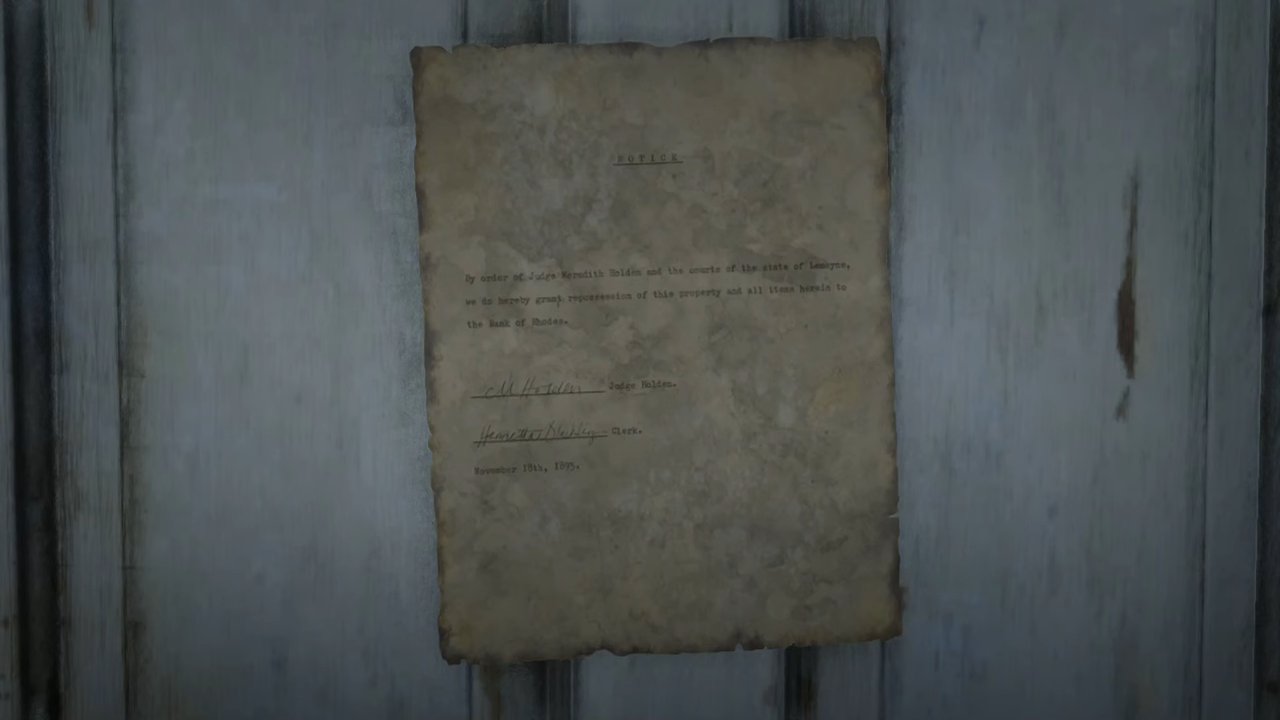 NOTICE
By order of Judge Meredith Holden and the courts of the state of Lemoyne,
we do hereby grant repossession of this property and all items herein to
the Bank of Rhodes.
M Holden Judge Holden.
Henrietta Clerk.
November 18th, 1895.